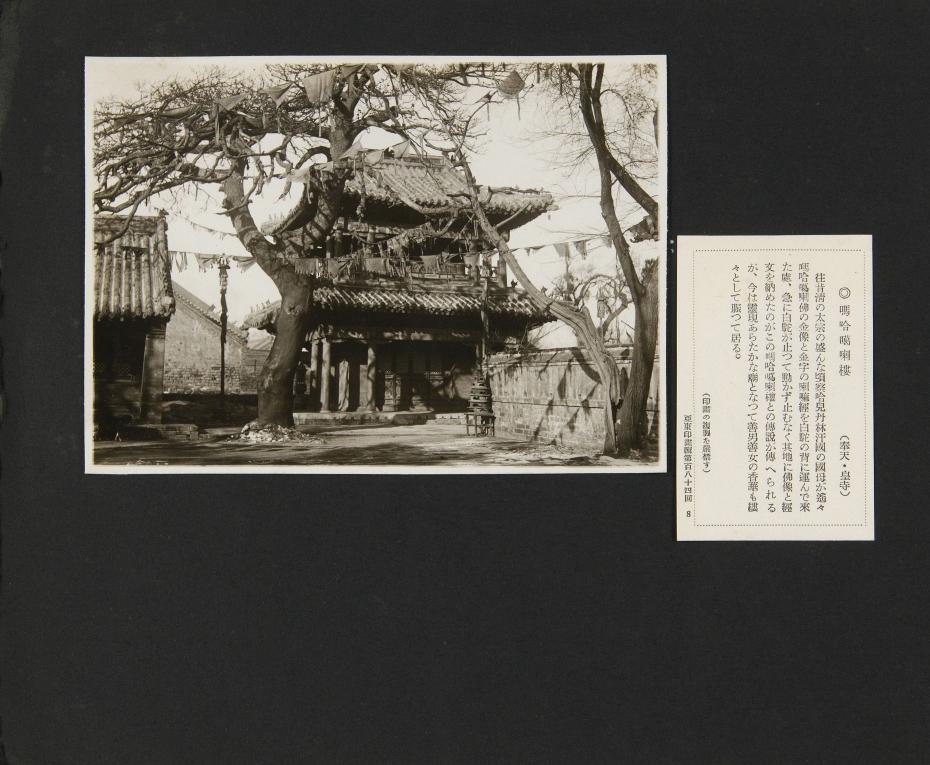 ◎嗎哈噶喇樓　（奉天・皇寺）
往昔淸の太宗の盛んな頃察哈兒丹林汗國の國母が遙々
嗎哈噶喇佛の金像と金字の喇嘛經を白駝の背に運んで來
た處、急に白駝が止つて動かず止むなく其地に佛像と經
文を納めたのがこの嗎哈噶喇樓との傳說が傳へられる
が、今は靈現あらたかな廟となつて善男善女の香華も縷
々として賑つて居る。
（印畫の複製を嚴禁す）
亞東印畫輯第百八十四回　8